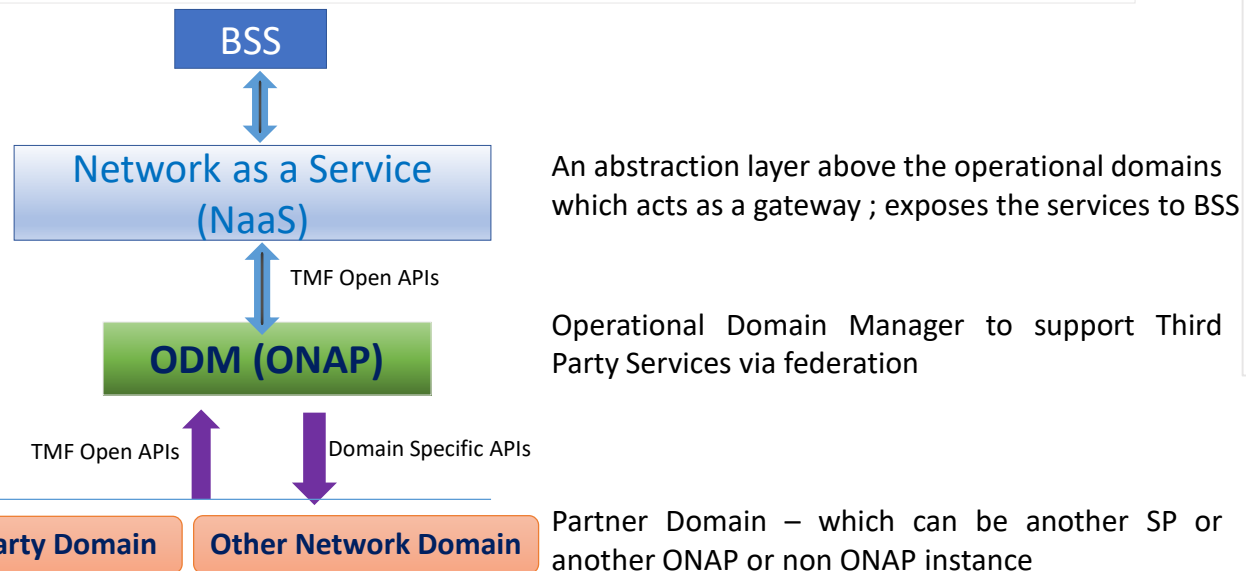 BSS
Network as a Service
(NaaS)
An abstraction layer above the operational domains
which acts as a gateway ; exposes the services to BSS
TMF Open APIs
ODM (ONAP)
Operational Domain Manager to support Third
Party Services via federation
TMF Open APIs
Domain Specific APIs
arty Domain
Other Network Domain
Partner Domain – which can be another SP or
another ONAP or non ONAP instance